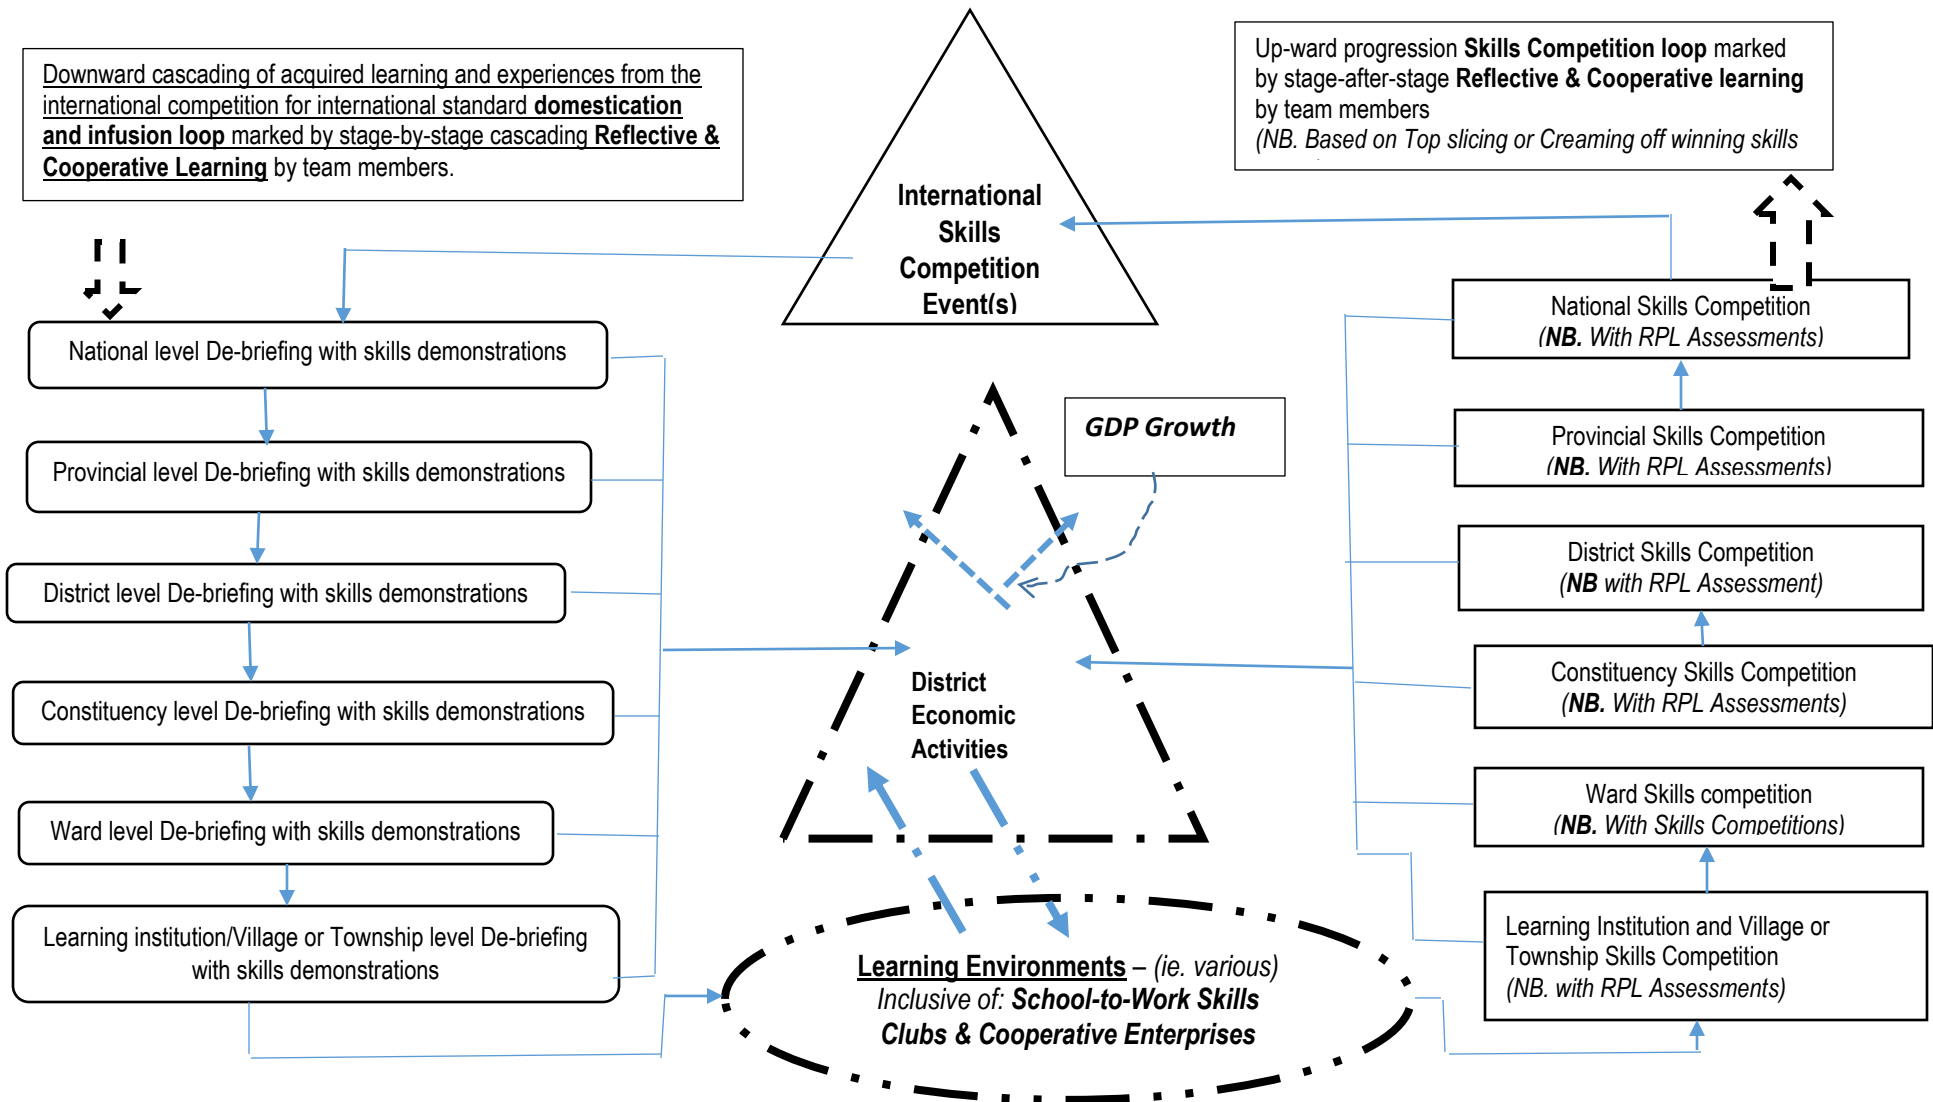 Downward cascading of acquired learning and experiences from the
international competition for international standard domestication
and infusion loop marked by stage-by-stage cascading Reflective &
Cooperative Learning by team members.
International
Skills
Competition
Event(s)
Up-ward progression Skills Competition loop marked
by stage-after-stage Reflective & Cooperative learning
by team members
(NB. Based on Top slicing or Creaming off winning skills
National level De-briefing with skills demonstrations
Provincial level De-briefing with skills demonstrations
District level De-briefing with skills demonstrations
Constituency level De-briefing with skills demonstrations
Ward level De-briefing with skills demonstrations
Learning institution/Village or Township level De-briefing
with skills demonstrations
GDP Growth
District
Economic
Activities
Learning Environments – (ie. various)
Inclusive of: School-to-Work Skills
Clubs & Cooperative Enterprises
National Skills Competition
(NB. With RPL Assessments)
Provincial Skills Competition
(NB. With RPL Assessments)
District Skills Competition
(NB with RPL Assessment)
Constituency Skills Competition
(NB. With RPL Assessments)
Ward Skills competition
(NB. With Skills Competitions)
Learning Institution and Village or
Township Skills Competition
(NB. with RPL Assessments)